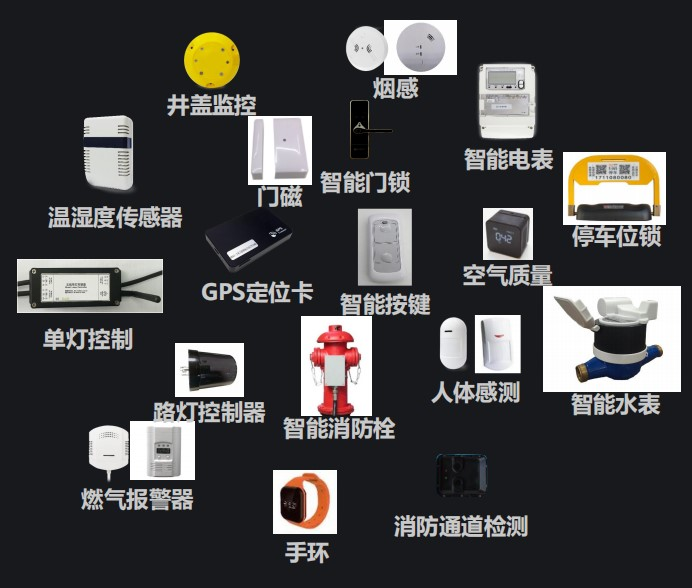 井盖监控
烟感
智能电表
温湿度传感器
门磁
智能门锁
停车位锁
GPS定位卡
智能按键
042
空气质量
单灯控制
路灯控制器
智能消防栓
人体感测
智能水表
燃气报警器
手环
消防通道检测